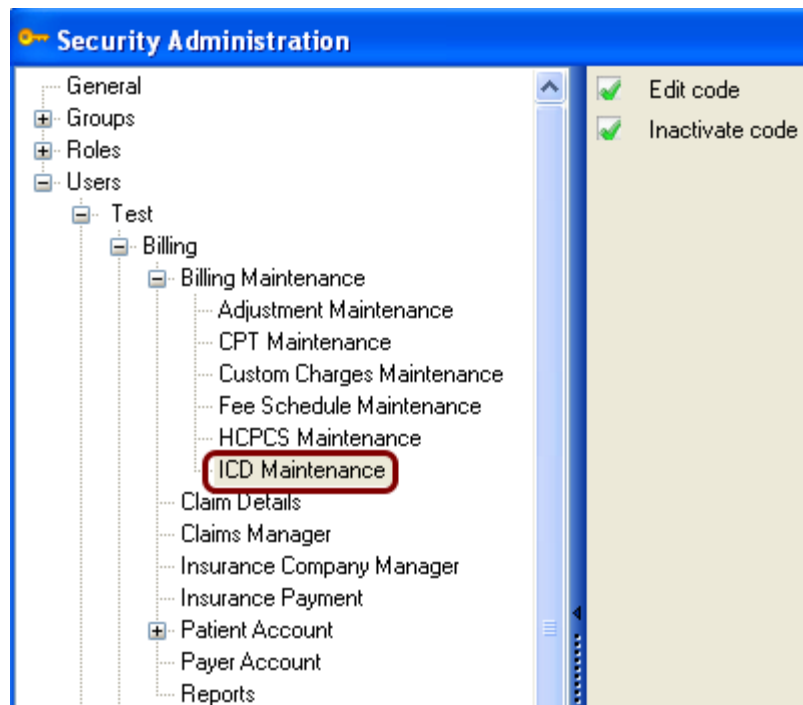 Security Administration
General
Groups
Roles
Users
Test
Billing
Billing Maintenance
Adjustment Maintenance
CPT Maintenance
Custom Charges Maintenance
Fee Schedule Maintenance
HCPCS Maintenance
ICD Maintenance
Claim Details
Claims Manager
Insurance Company Manager
Insurance Payment
Patient Account
Payer Account
Reports
Edit code
Inactivate code